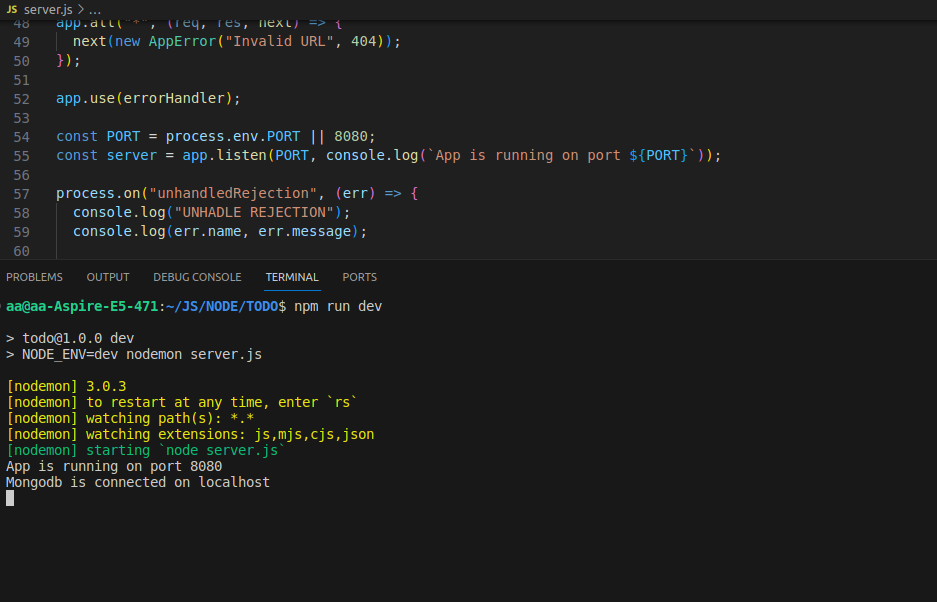 JS server.js > ...
48 app.all("*", (req, res, next) => {
49 next(new AppError("Invalid URL", 404));
50 });
51
52 app.use(errorHandler);
53
54 const PORT = process.env.PORT || 8080;
55 const server = app.listen(PORT, console.log(`App is running on port ${PORT}`));
56
57 process.on("unhandledRejection", (err) => {
58 console.log("UNHADLE REJECTION");
59 console.log(err.name, err.message);
60
PROBLEMS OUTPUT DEBUG CONSOLE TERMINAL PORTS
aa@aa-Aspire-E5-471:~/JS/NODE/TODO$ npm run dev
> todo@1.0.0 dev
> NODE_ENV=dev nodemon server.js
[nodemon] 3.0.3
[nodemon] to restart at any time, enter `rs`
[nodemon] watching path(s): *.*
[nodemon] watching extensions: js,mjs,cjs,json
[nodemon] starting `node server.js`
App is running on port 8080
Mongodb is connected on localhost